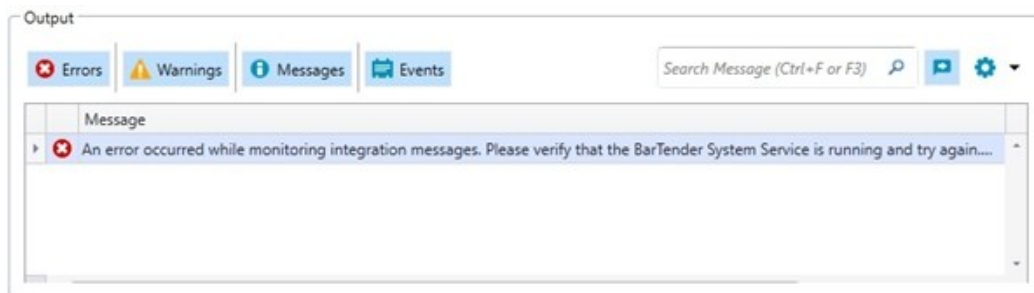 Output
Errors Warnings Messages Events Search Message (Ctrl+F or F3)
Message
An error occurred while monitoring integration messages. Please verify that the BarTender System Service is running and try again....